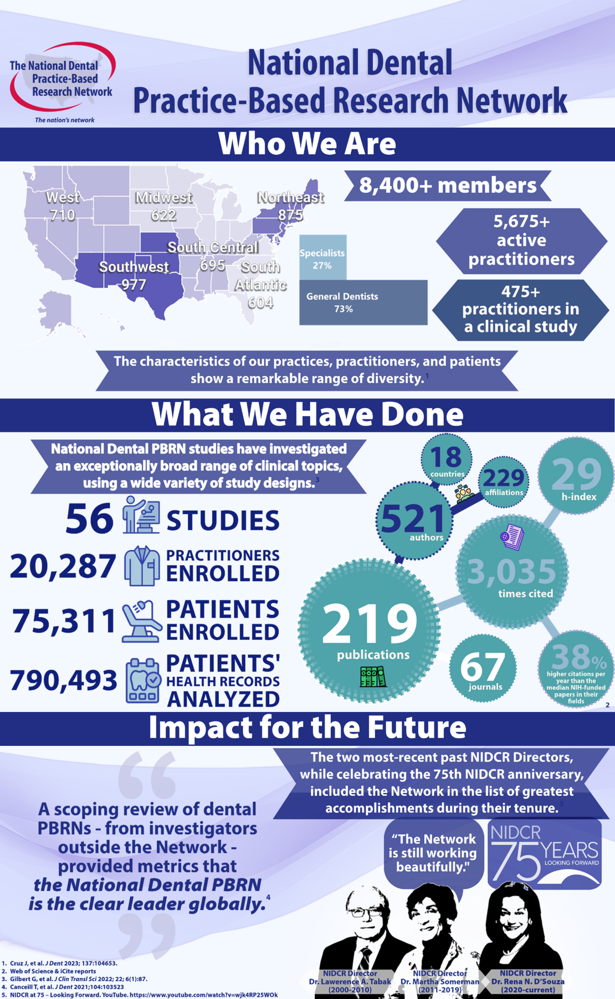 The National Dental
Practice-Based
Research Network
The nation's network
National Dental
Practice-Based Research Network
Who We Are
West
710
Midwest
622
Northeast
875
South Central
695
Southwest
977
South
Atlantic
604
8,400+ members
5,675+
active
practitioners
Specialists
27%
General Dentists
73%
475+
practitioners in
a clinical study
The characteristics of our practices, practitioners, and patients
show a remarkable range of diversity.1
What We Have Done
National Dental PBRN studies have investigated
an exceptionally broad range of clinical topics,
using a wide variety of study designs.3
56
STUDIES
20,287
PRACTITIONERS
ENROLLED
75,311
PATIENTS
ENROLLED
790,493
PATIENTS'
HEALTH RECORDS
ANALYZED
18
countries
229
affiliations
29
h-index
521
authors
3,035
times cited
219
publications
67
journals
38%
higher citations per
year than the
median NIH-funded
papers in their
fields
2
Impact for the Future
The two most-recent past NIDCR Directors,
while celebrating the 75th NIDCR anniversary,
included the Network in the list of greatest
accomplishments during their tenure.5
“
A scoping review of dental
PBRNs - from investigators
outside the Network -
provided metrics that
the National Dental PBRN
is the clear leader globally.4
”
“The Network
is still working
beautifully."
NIDCR
75 YEARS
LOOKING FORWARD
NIDCR Director
Dr. Lawerence A. Tabak
(2000-2010)
NIDCR Director
Dr. Martha Somerman
(2011-2019)
NIDCR Director
Dr. Rena N. D'Souza
(2020-current)
1. Cruz J, et al. J Dent 2023; 137:104653.
2. Web of Science & iCite reports
3. Gilbert G, et al. J Clin Transl Sci 2022; 22; 6(1):87.
4. Canceill T, et al. J Dent 2021;104:103523
5. NIDCR at 75 – Looking Forward. YouTube. https://www.youtube.com/watch?v=wjk4RP25WOk